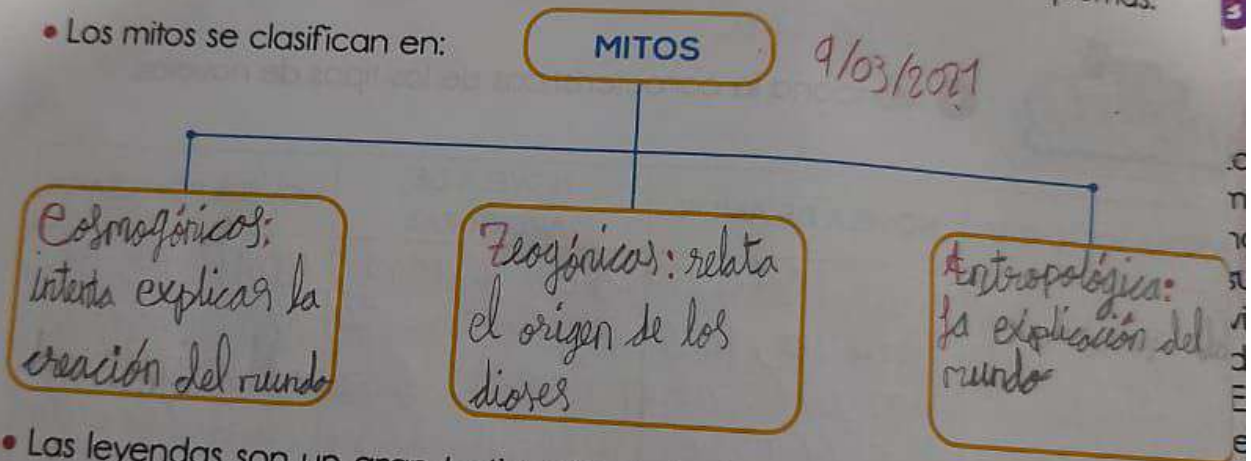 • Los mitos se clasifican en:
MITOS
9/03/2021
Cosmogónicos:
intenta explicar la
creación del mundo
Teogónicas: relata
el origen de los
dioses
Antropológica:
la explicación del
mundo
• Las leyendas son un